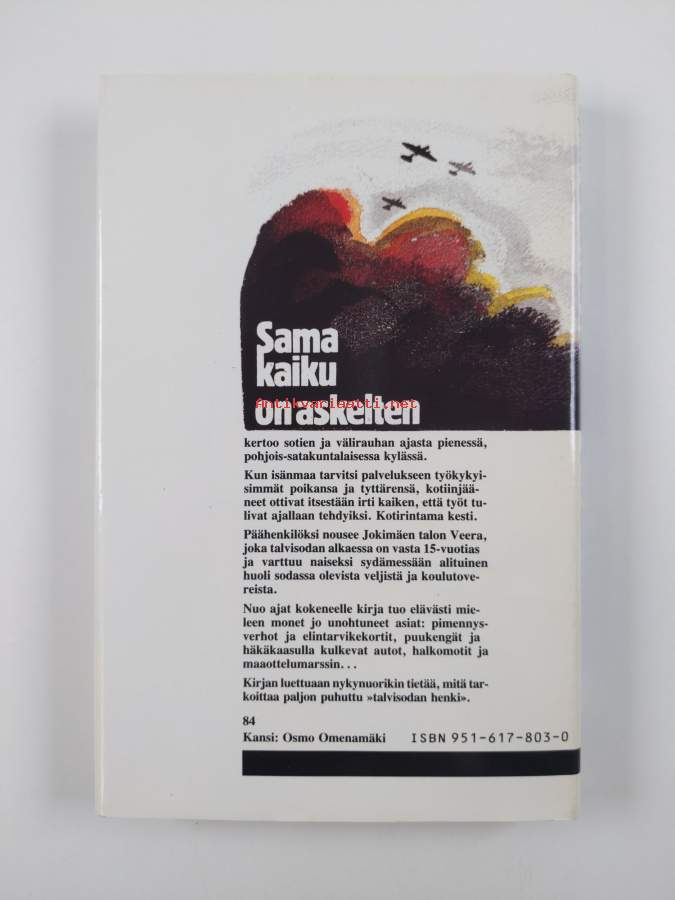 Sama
kaiku
on askelten
Antikvariaatti.net
kertoo sotien ja välirauhan ajasta pienessä,
pohjois-satakuntalaisessa kylässä.
Kun isänmaa tarvitsi palvelukseen työkykyi-
simmät poikansa ja tyttärensä, kotiinjää-
neet ottivat itsestään irti kaiken, että työt tu-
livat ajallaan tehdyiksi. Kotirintama kesti.
Päähenkilöksi nousee Jokimäen talon Veera,
joka talvisodan alkaessa on vasta 15-vuotias
ja varttuu naiseksi sydämessään alituinen
huoli sodassa olevista veljistä ja koulutove-
reista.
Nuo ajat kokeneelle kirja tuo elävästi mie-
leen monet jo unohtuneet asiat: pimennys-
verhot ja elintarvikekortit, puukengät ja
häkäkaasulla kulkevat autot, halkomotit ja
maaottelumarssin...
Kirjan luettuaan nykynuorikin tietää, mitä tar-
koittaa paljon puhuttu »talvisodan henki».
84
Kansi: Osmo Omenamäki ISBN 951-617-803-0